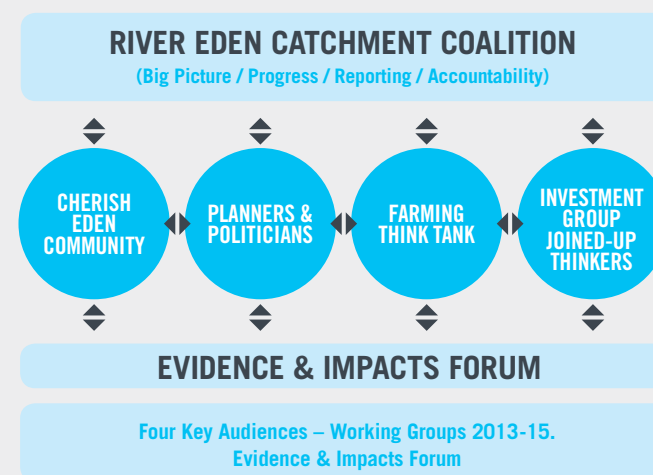 RIVER EDEN CATCHMENT COALITION
(Big Picture / Progress / Reporting / Accountability)
CHERISH
EDEN
COMMUNITY
PLANNERS &
POLITICIANS
FARMING
THINK TANK
INVESTMENT
GROUP
JOINED-UP
THINKERS
EVIDENCE & IMPACTS FORUM
Four Key Audiences – Working Groups 2013-15.
Evidence & Impacts Forum